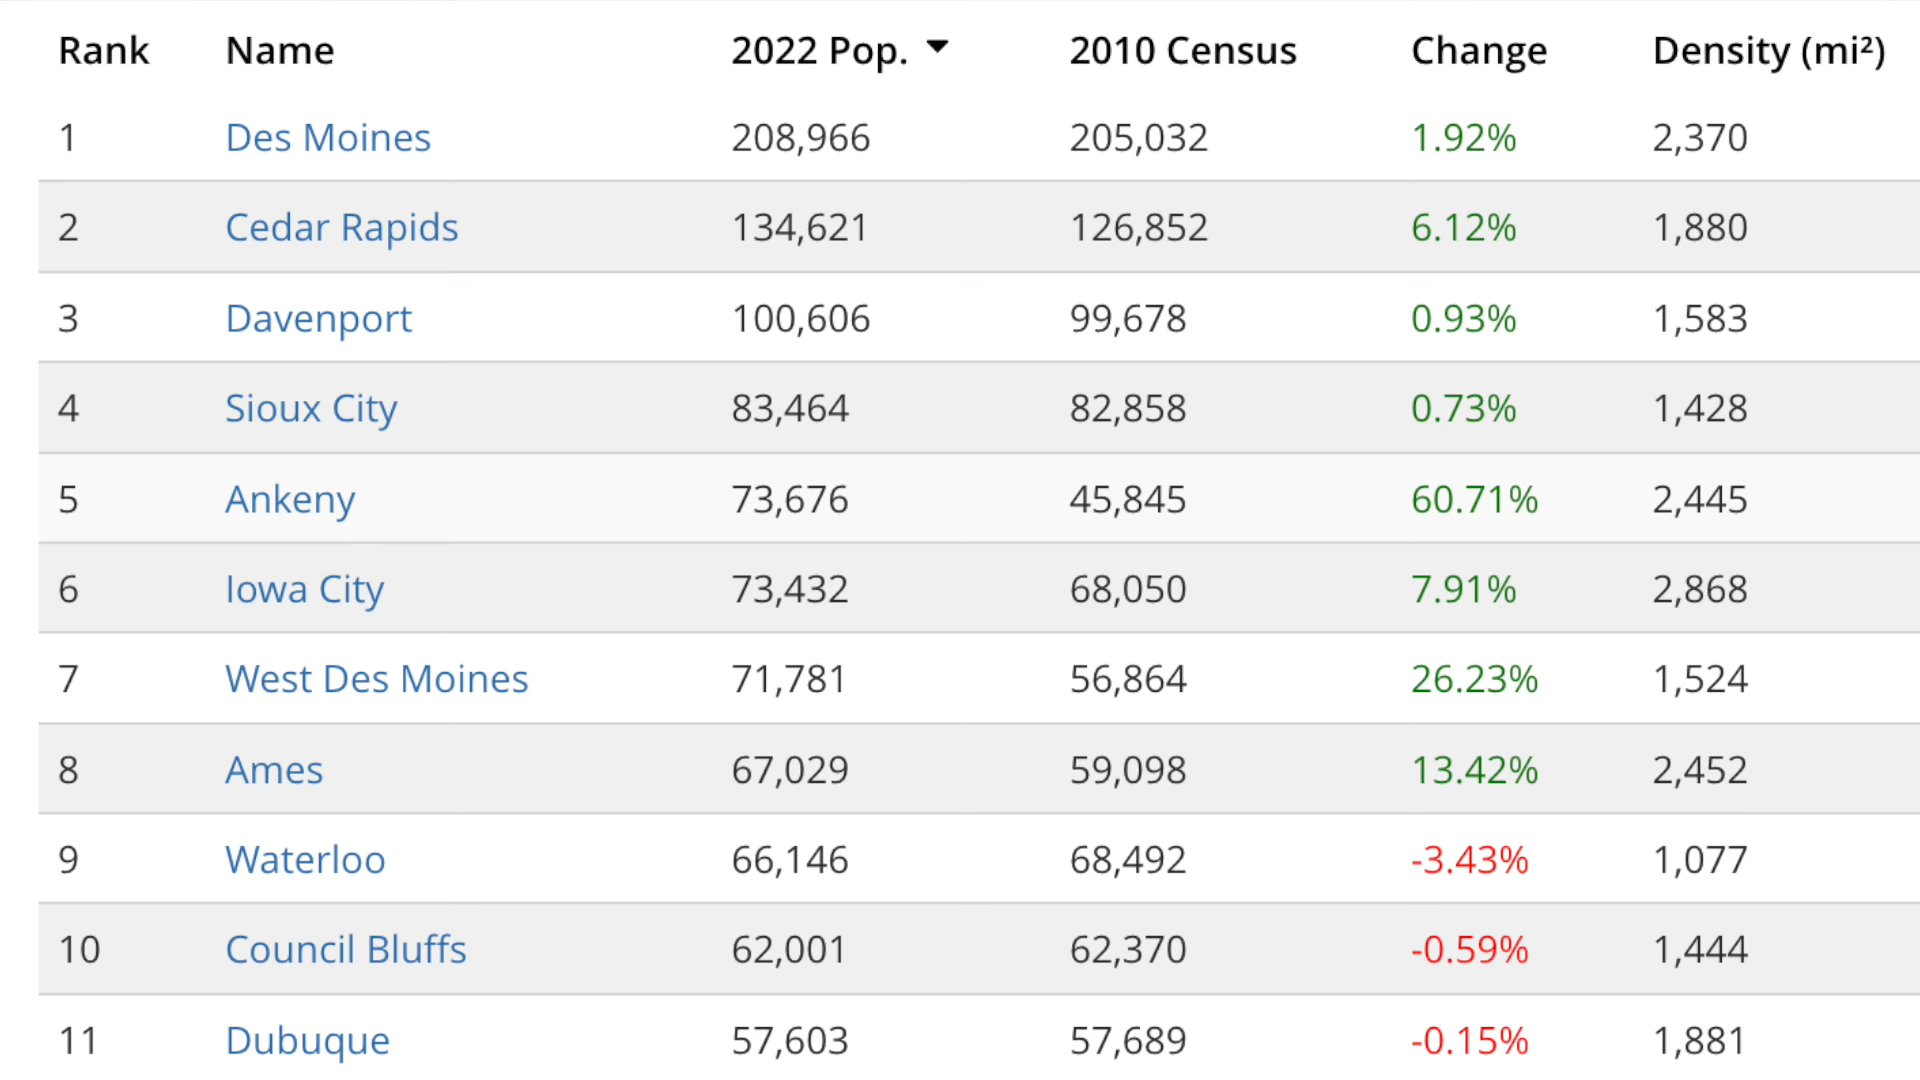 Rank Name 2022 Pop. 2010 Census Change Density (mi²)
1 Des Moines 208,966 205,032 1.92% 2,370
2 Cedar Rapids 134,621 126,852 6.12% 1,880
3 Davenport 100,606 99,678 0.93% 1,583
4 Sioux City 83,464 82,858 0.73% 1,428
5 Ankeny 73,676 45,845 60.71% 2,445
6 Iowa City 73,432 68,050 7.91% 2,868
7 West Des Moines 71,781 56,864 26.23% 1,524
8 Ames 67,029 59,098 13.42% 2,452
9 Waterloo 66,146 68,492 -3.43% 1,077
10 Council Bluffs 62,001 62,370 -0.59% 1,444
11 Dubuque 57,603 57,689 -0.15% 1,881